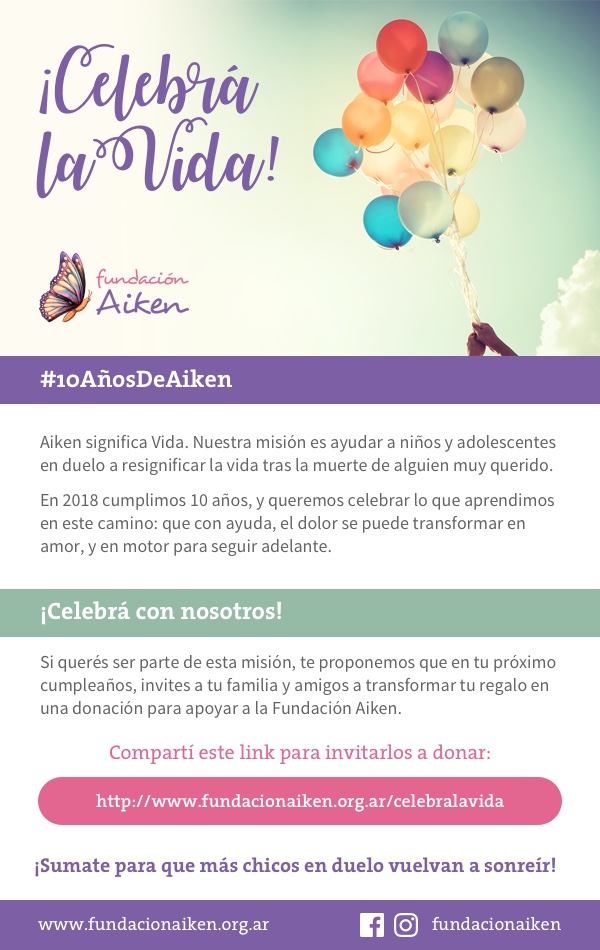 ¡Celebrá
la Vida!
fundación
Aiken
#10AñosDeAiken
Aiken significa Vida. Nuestra misión es ayudar a niños y adolescentes
en duelo a resignificar la vida tras la muerte de alguien muy querido.
En 2018 cumplimos 10 años, y queremos celebrar lo que aprendimos
en este camino: que con ayuda, el dolor se puede transformar en
amor, y en motor para seguir adelante.
¡Celebrá con nosotros!
Si querés ser parte de esta misión, te proponemos que en tu próximo
cumpleaños, invites a tu familia y amigos a transformar tu regalo en
una donación para apoyar a la Fundación Aiken.
Compartí este link para invitarlos a donar:
http://www.fundacionaiken.org.ar/celebralavida
¡Sumate para que más chicos en duelo vuelvan a sonreír!
www.fundacionaiken.org.ar
fundacionaiken